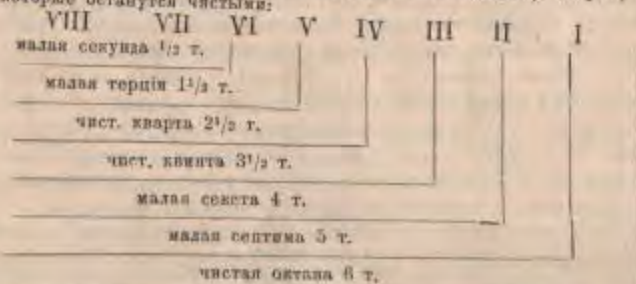 которые останутся чистыми:
VIII VII VI V IV III II I
малая секунда ¹/₂ т.
малая терція 1¹/₂ т.
чист. кварта 2¹/₂ т.
чист. квинта 3¹/₂ т.
малая секста 4 т.
малая септима 5 т.
чистая октава 6 т.